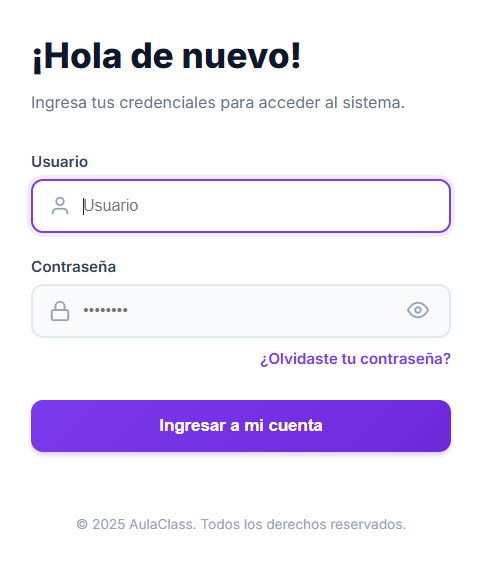 ¡Hola de nuevo!
Ingresa tus credenciales para acceder al sistema.
Usuario
Usuario
Contraseña
••••••••
¿Olvidaste tu contraseña?
Ingresar a mi cuenta
© 2025 AulaClass. Todos los derechos reservados.